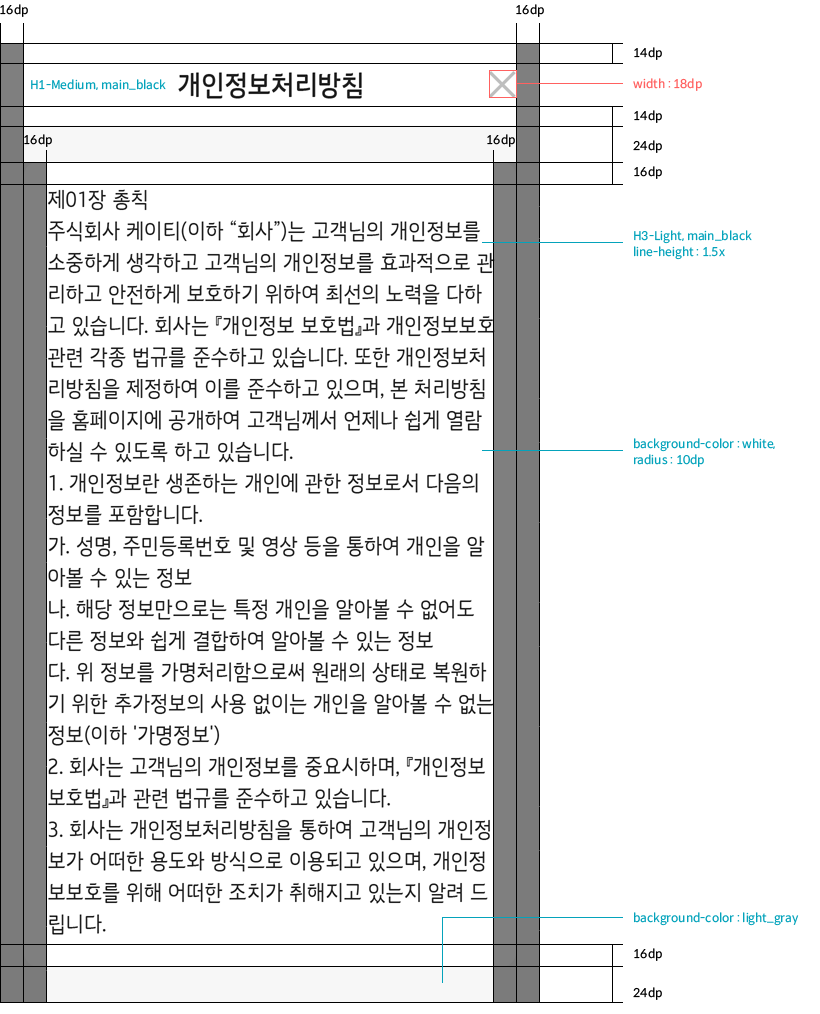 16dp
16dp
14dp
H1-Medium, main_black
개인정보처리방침
width : 18dp
14dp
16dp
16dp
24dp
16dp
제01장 총칙
주식회사 케이티(이하 “회사”)는 고객님의 개인정보를
H3-Light, main_black
line-height : 1.5x
소중하게 생각하고 고객님의 개인정보를 효과적으로 관
리하고 안전하게 보호하기 위하여 최선의 노력을 다하
고 있습니다. 회사는 『개인정보 보호법』과 개인정보보호
관련 각종 법규를 준수하고 있습니다. 또한 개인정보처
리방침을 제정하여 이를 준수하고 있으며, 본 처리방침
을 홈페이지에 공개하여 고객님께서 언제나 쉽게 열람
하실 수 있도록 하고 있습니다.
background-color : white,
radius : 10dp
1. 개인정보란 생존하는 개인에 관한 정보로서 다음의
정보를 포함합니다.
가. 성명, 주민등록번호 및 영상 등을 통하여 개인을 알
아볼 수 있는 정보
나. 해당 정보만으로는 특정 개인을 알아볼 수 없어도
다른 정보와 쉽게 결합하여 알아볼 수 있는 정보
다. 위 정보를 가명처리함으로써 원래의 상태로 복원하
기 위한 추가정보의 사용 없이는 개인을 알아볼 수 없는
정보(이하 '가명정보')
2. 회사는 고객님의 개인정보를 중요시하며, 『개인정보
보호법』과 관련 법규를 준수하고 있습니다.
3. 회사는 개인정보처리방침을 통하여 고객님의 개인정
보가 어떠한 용도와 방식으로 이용되고 있으며, 개인정
보보호를 위해 어떠한 조치가 취해지고 있는지 알려 드
립니다.
background-color : light_gray
16dp
24dp